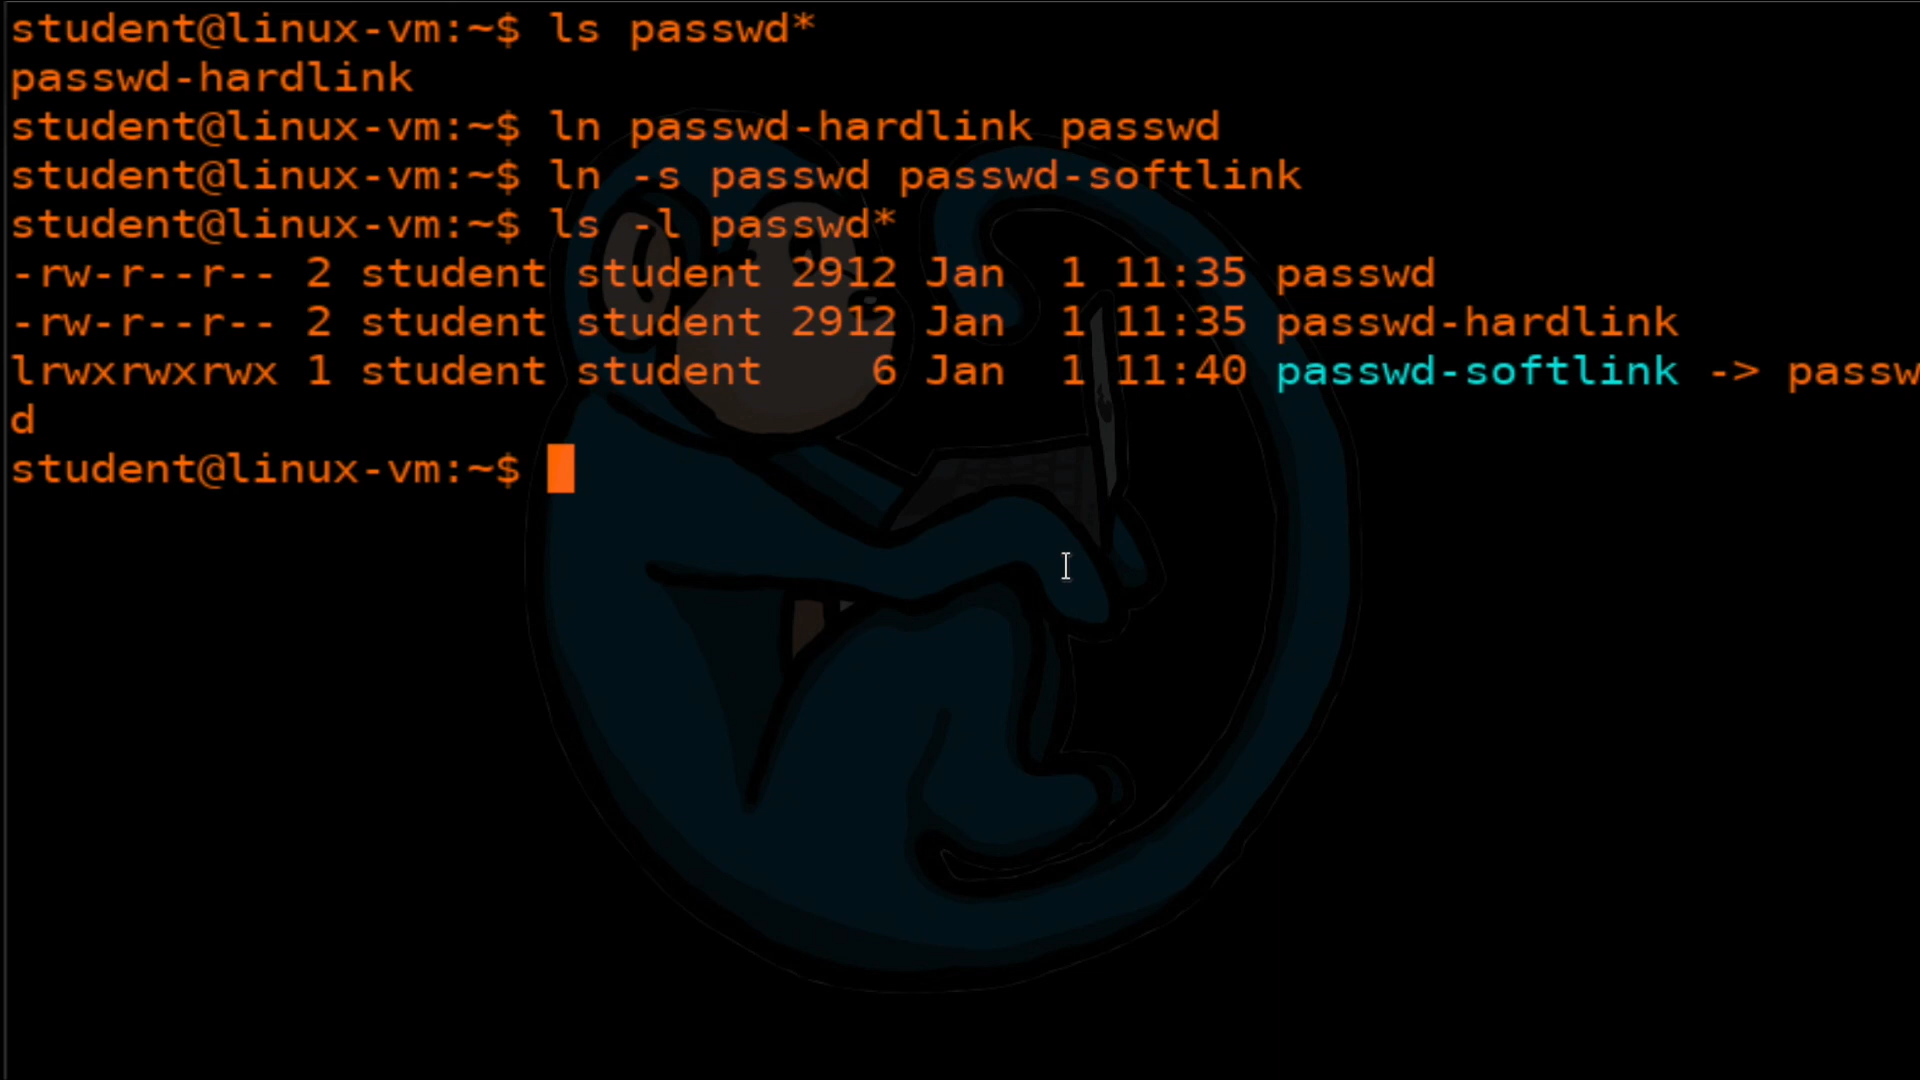 student@linux-vm:~$ ls passwd*
passwd-hardlink
student@linux-vm:~$ ln passwd-hardlink passwd
student@linux-vm:~$ ln -s passwd passwd-softlink
student@linux-vm:~$ ls -l passwd*
-rw-r--r-- 2 student student 2912 Jan  1 11:35 passwd
-rw-r--r-- 2 student student 2912 Jan  1 11:35 passwd-hardlink
lrwxrwxrwx 1 student student    6 Jan  1 11:40 passwd-softlink -> passw
d
student@linux-vm:~$